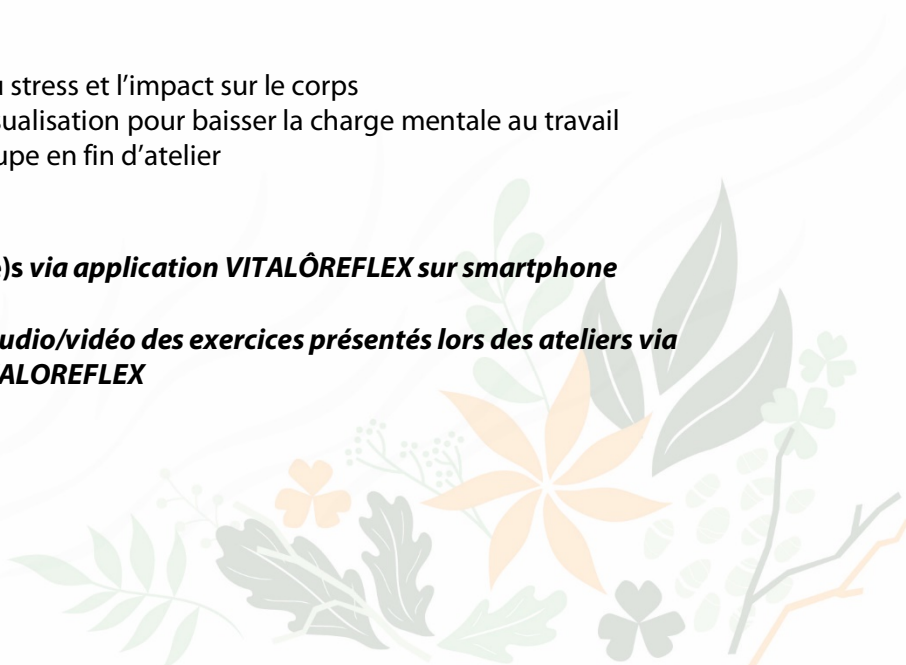 stress et l’impact sur le corps
sualisation pour baisser la charge mentale au travail
upe en fin d’atelier
)s via application VITALÔREFLEX sur smartphone
udio/vidéo des exercices présentés lors des ateliers via
ALOREFLEX